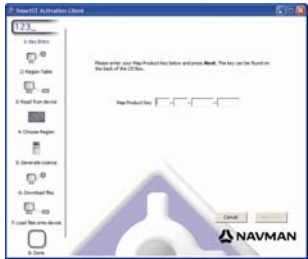 SmartST Activation Client
123_
1: Key Entry
2: Region Table
3: Read from device
4: Choose Region
5: Generate Licence
6: Download files
7: Load files onto device
8: Done
Please enter your Map Product Key below and press Next. The key can be found on
the back of the CD Box.
Map Product Key
Cancel
NAVMAN